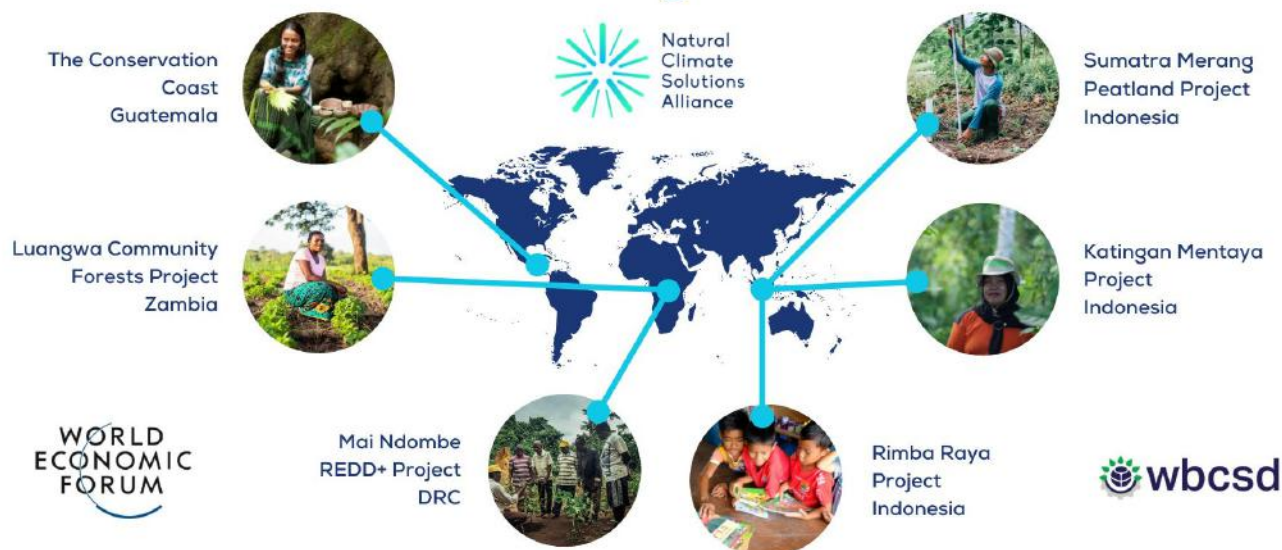 The Conservation
Coast
Guatemala
Natural
Climate
Solutions
Alliance
Sumatra Merang
Peatland Project
Indonesia
Luangwa Community
Forests Project
Zambia
Katingan Mentaya
Project
Indonesia
WORLD
ECONOMIC
FORUM
Mai Ndombe
REDD+ Project
DRC
Rimba Raya
Project
Indonesia
wbcsd